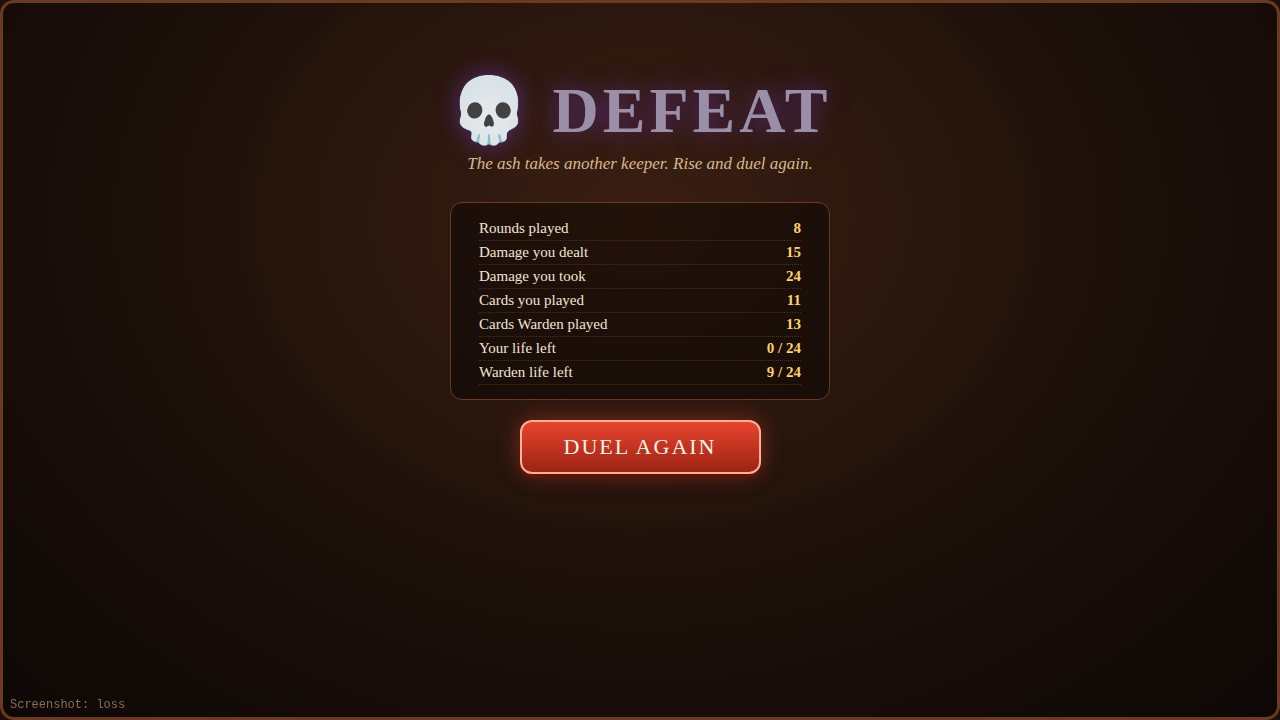 DEFEAT
The ash takes another keeper. Rise and duel again.
Rounds played 8
Damage you dealt 15
Damage you took 24
Cards you played 11
Cards Warden played 13
Your life left 0 / 24
Warden life left 9 / 24
DUEL AGAIN
Screenshot: loss